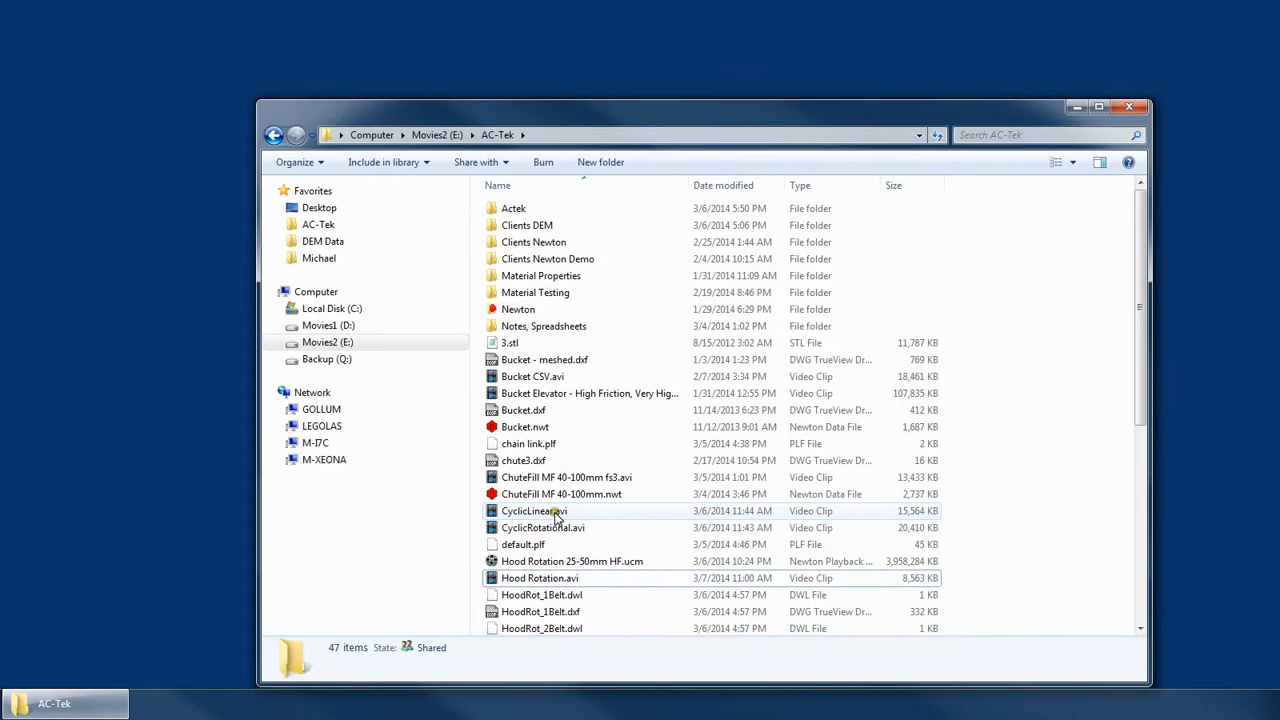 Computer Movies2 (E:) AC-Tek Search AC-Tek
Organize Include in library Share with Burn New folder
Name Date modified Type Size
Favorites
Desktop
AC-Tek
DEM Data
Michael
Computer
Local Disk (C:)
Movies1 (D:)
Movies2 (E:)
Backup (Q:)
Network
GOLLUM
LEGOLAS
M-I7C
M-XEONA
Actek 3/6/2014 5:50 PM File folder
Clients DEM 3/6/2014 5:06 PM File folder
Clients Newton 2/25/2014 1:44 AM File folder
Clients Newton Demo 2/4/2014 10:15 AM File folder
Material Properties 1/31/2014 11:09 AM File folder
Material Testing 2/19/2014 8:46 PM File folder
Newton 1/29/2014 6:29 PM File folder
Notes, Spreadsheets 3/4/2014 1:02 PM File folder
3.stl 8/15/2012 3:02 AM STL File 11,787 KB
Bucket - meshed.dxf 1/3/2014 1:23 PM DWG TrueView Dr... 769 KB
Bucket CSV.avi 2/7/2014 3:34 PM Video Clip 18,461 KB
Bucket Elevator - High Friction, Very Hig... 1/31/2014 12:55 PM Video Clip 107,835 KB
Bucket.dxf 11/14/2013 6:23 PM DWG TrueView Dr... 412 KB
Bucket.nwt 11/12/2013 9:01 AM Newton Data File 1,687 KB
chain link.plf 3/5/2014 4:38 PM PLF File 44 KB
chute3.dxf 2/17/2014 10:54 PM DWG TrueView Dr... 16 KB
ChuteFill MF 40-100mm fs3.avi 3/5/2014 1:01 PM Video Clip 13,433 KB
ChuteFill MF 40-100mm.nwt 3/4/2014 3:46 PM Newton Data File 2,737 KB
CyclicLinear.avi 3/6/2014 11:44 AM Video Clip 15,564 KB
CyclicRotational.avi 3/6/2014 11:43 AM Video Clip 20,410 KB
default.plf 3/5/2014 4:46 PM PLF File 45 KB
Hood Rotation 25-50mm HF.ucm 3/6/2014 10:24 PM Newton Playback ... 3,958,284 KB
Hood Rotation.avi 3/7/2014 11:00 AM Video Clip 8,563 KB
HoodRot_1Belt.dwl 3/6/2014 4:57 PM DWL File 1 KB
HoodRot_1Belt.dxf 3/6/2014 4:57 PM DWG TrueView Dr... 332 KB
HoodRot_2Belt.dwl 3/6/2014 4:57 PM DWL File 1 KB
47 items State: Shared
AC-Tek